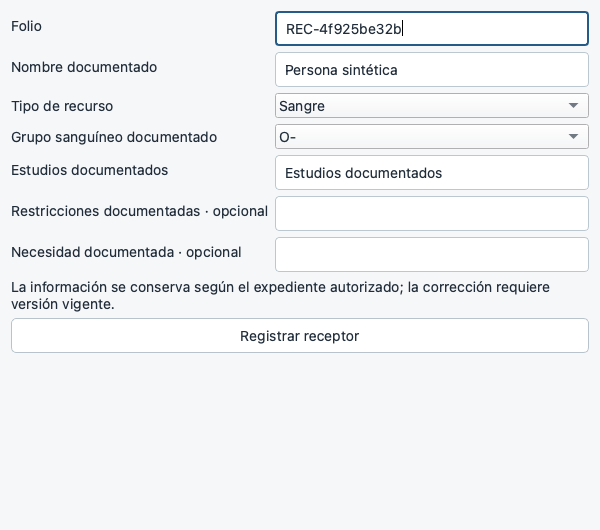 Folio
REC-4f925be32b
Nombre documentado
Persona sintética
Tipo de recurso
Sangre
Grupo sanguíneo documentado
O-
Estudios documentados
Estudios documentados
Restricciones documentadas · opcional
Necesidad documentada · opcional
La información se conserva según el expediente autorizado; la corrección requiere
versión vigente.
Registrar receptor